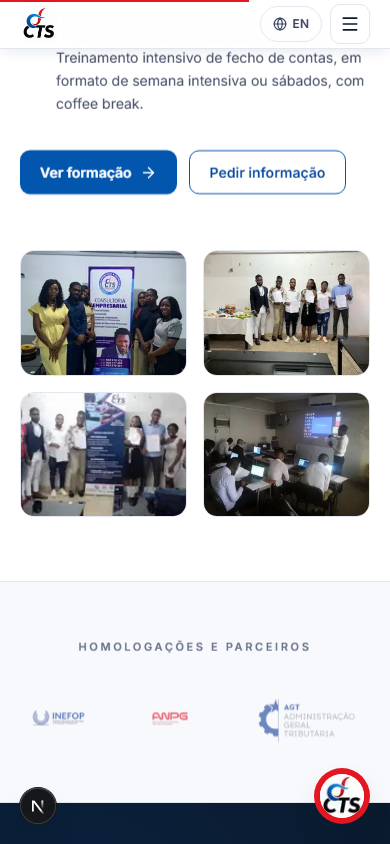 CTS
EN
Treinamento intensivo de fecho de contas, em
formato de semana intensiva ou sábados, com
coffee break.
Ver formação
Pedir informação
CONSULTORIA
EMPRESARIAL
HOMOLOGAÇÕES E PARCEIROS
INEFOP
ANPG
AGT
ADMINISTRAÇÃO
GERAL
TRIBUTÁRIA
N
CTS